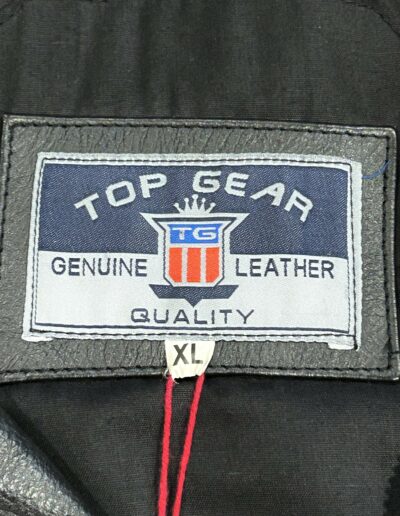 TOP GEAR
TG
GENUINE LEATHER
QUALITY
XL